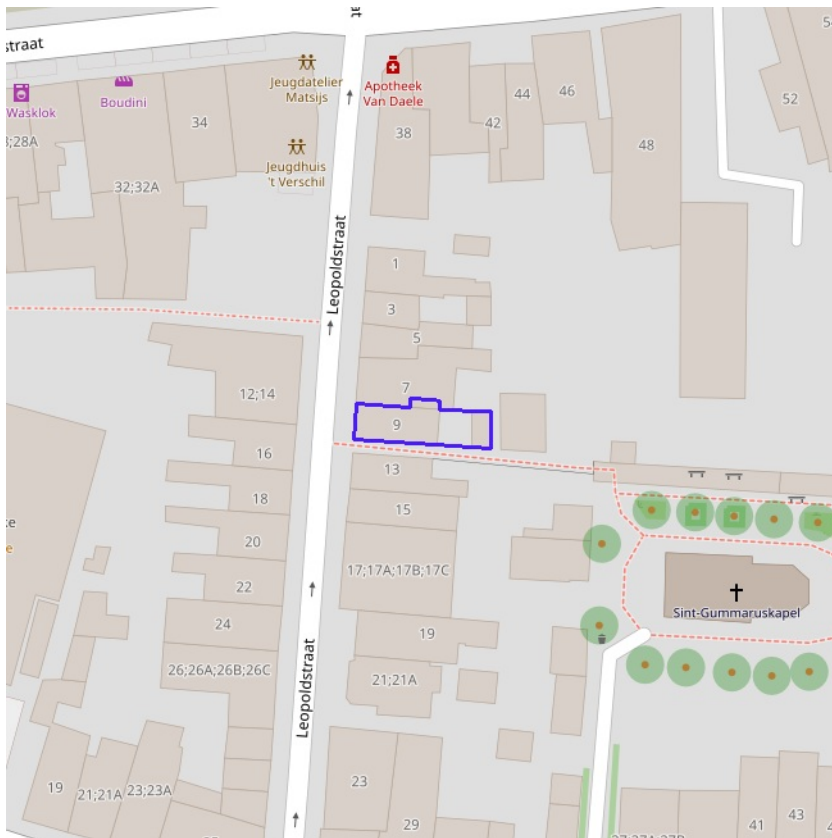 straat
at
Wasklok
Boudini
34
Jeugdatelier
Matsijs
Jeugdhuis
't Verschil
Apotheek
Van Daele
38
42
44
46
48
52
32;32A
Leopoldstraat
1
3
5
7
9
12;14
16
18
20
22
24
26;26A;26B;26C
13
15
17;17A;17B;17C
19
21;21A
Sint-Gummaruskapel
Leopoldstraat
19
21;21A
23;23A
23
29
41
43